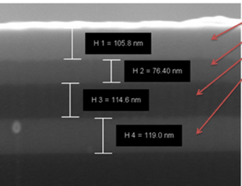 H 1 = 105.8 nm
H 2 = 76.40 nm
H 3 = 114.6 nm
H 4 = 119.0 nm